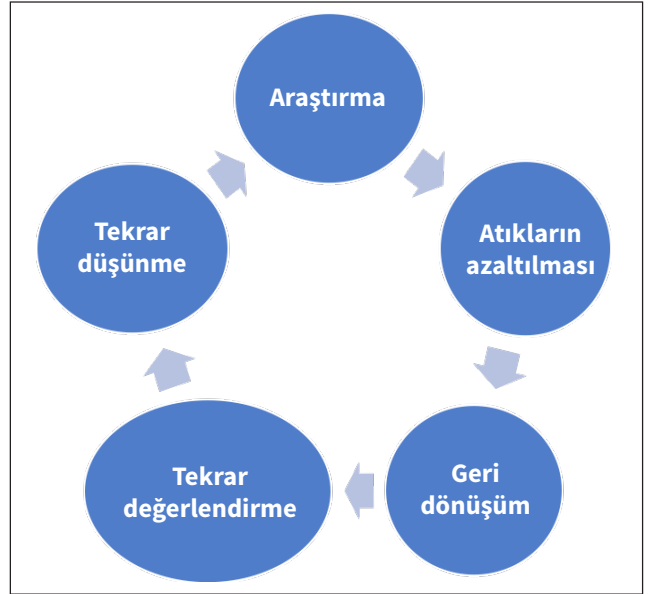 Araştırma
Atıkların
azaltılması
Geri
dönüşüm
Tekrar
değerlendirme
Tekrar
düşünme